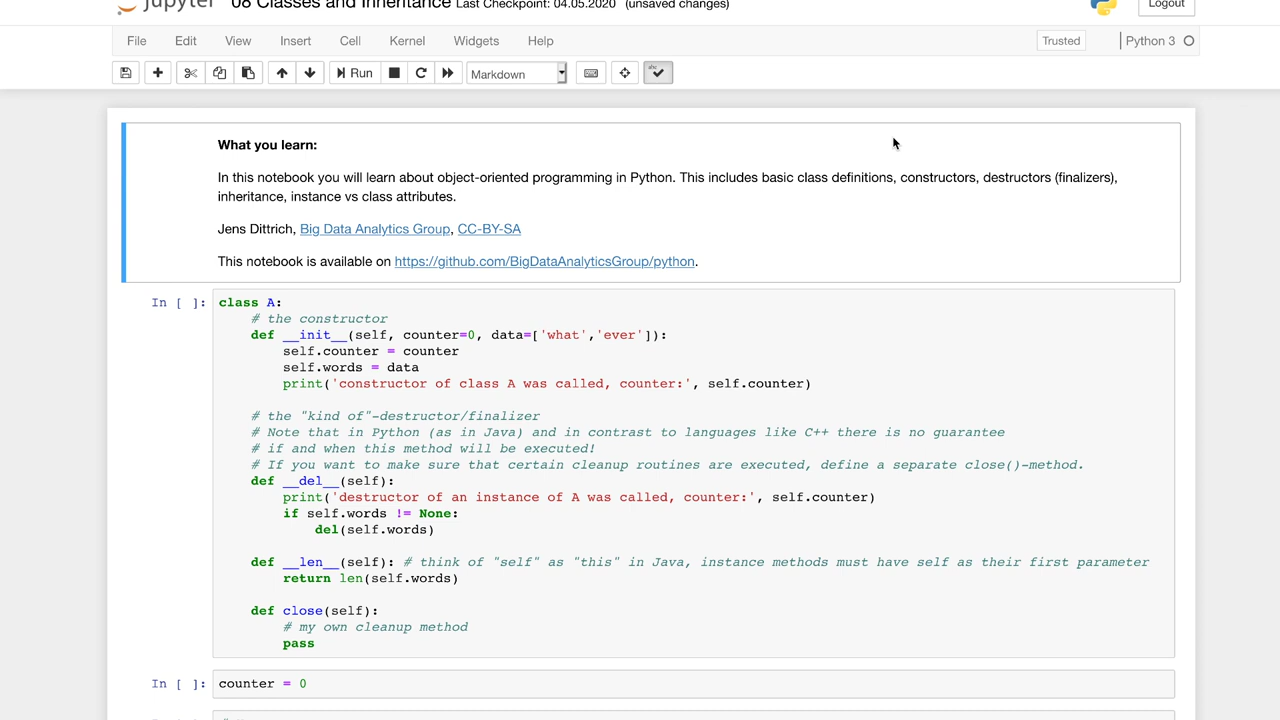 jupyter 08 Classes and Inheritance Last Checkpoint: 04.05.2020 (unsaved changes) Logout
File Edit View Insert Cell Kernel Widgets Help Trusted Python 3
Run Markdown abc
What you learn:
In this notebook you will learn about object-oriented programming in Python. This includes basic class definitions, constructors, destructors (finalizers),
inheritance, instance vs class attributes.
Jens Dittrich, Big Data Analytics Group, CC-BY-SA
This notebook is available on https://github.com/BigDataAnalyticsGroup/python.
In [ ]: class A:
# the constructor
def __init__(self, counter=0, data=['what','ever']):
self.counter = counter
self.words = data
print('constructor of class A was called, counter:', self.counter)
# the "kind of"-destructor/finalizer
# Note that in Python (as in Java) and in contrast to languages like C++ there is no guarantee
# if and when this method will be executed!
# If you want to make sure that certain cleanup routines are executed, define a separate close()-method.
def __del__(self):
print('destructor of an instance of A was called, counter:', self.counter)
if self.words != None:
del(self.words)
def __len__(self): # think of "self" as "this" in Java, instance methods must have self as their first parameter
return len(self.words)
def close(self):
# my own cleanup method
pass
In [ ]: counter = 0